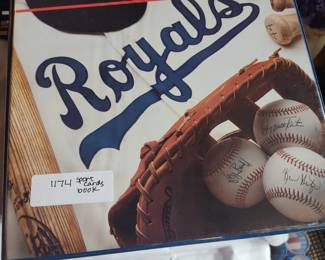 Royals
1174 sport
cards
book